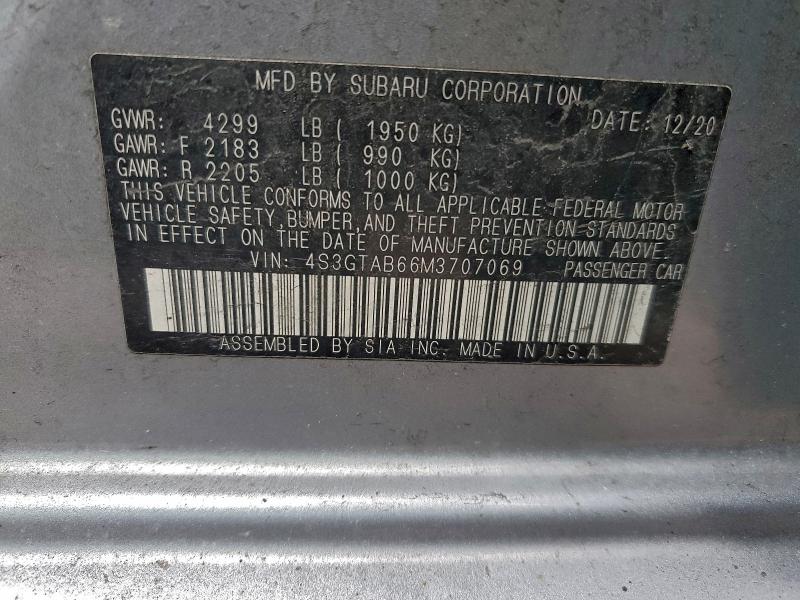 MFD BY SUBARU CORPORATION
GVWR: 4299 LB ( 1950 KG) DATE: 12/20
GAWR: F 2183 LB ( 990 KG)
GAWR: R 2205 LB ( 1000 KG)
THIS VEHICLE CONFORMS TO ALL APPLICABLE FEDERAL MOTOR
VEHICLE SAFETY, BUMPER, AND THEFT PREVENTION STANDARDS
IN EFFECT ON THE DATE OF MANUFACTURE SHOWN ABOVE.
VIN: 4S3GTAB66M3707069 PASSENGER CAR
ASSEMBLED BY SIA INC. MADE IN U.S.A.